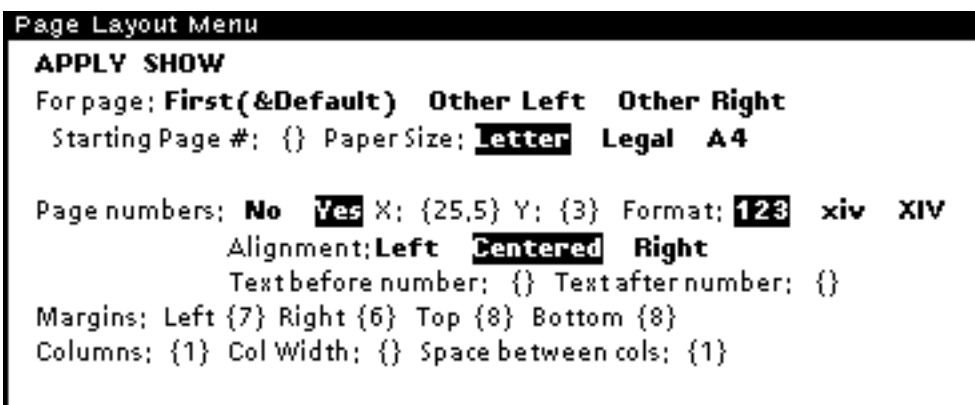 Page Layout Menu
APPLY SHOW
For page: First(&Default) Other Left Other Right
Starting Page #: {} Paper Size: Letter Legal A4
Page numbers: No Yes X: {25.5} Y: {3} Format: 123 xiv XIV
Alignment: Left Centered Right
Text before number: {} Text after number: {}
Margins: Left {7} Right {6} Top {8} Bottom {8}
Columns: {1} Col Width: {} Space between cols: {1}